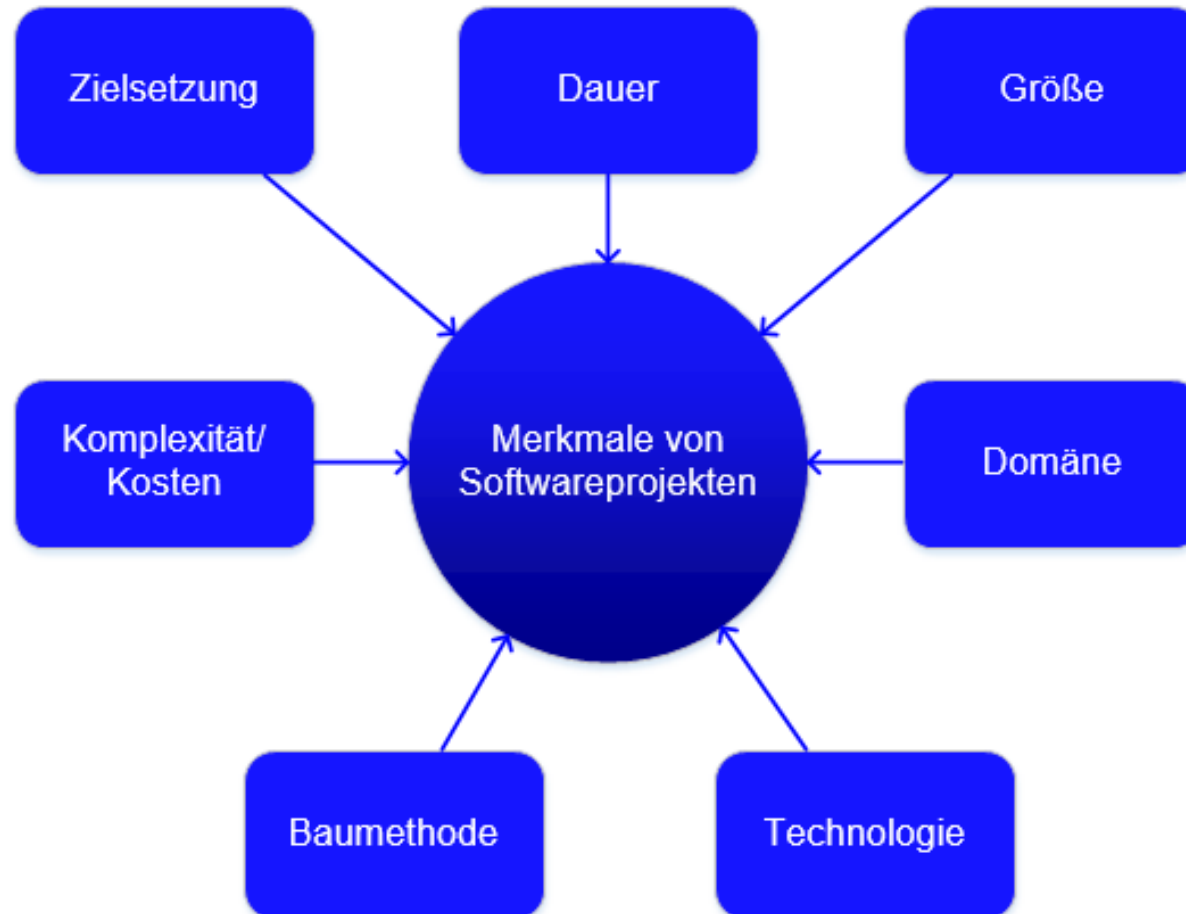 Zielsetzung
Dauer
Größe
Komplexität/
Kosten
Merkmale von
Softwareprojekten
Domäne
Baumethode
Technologie